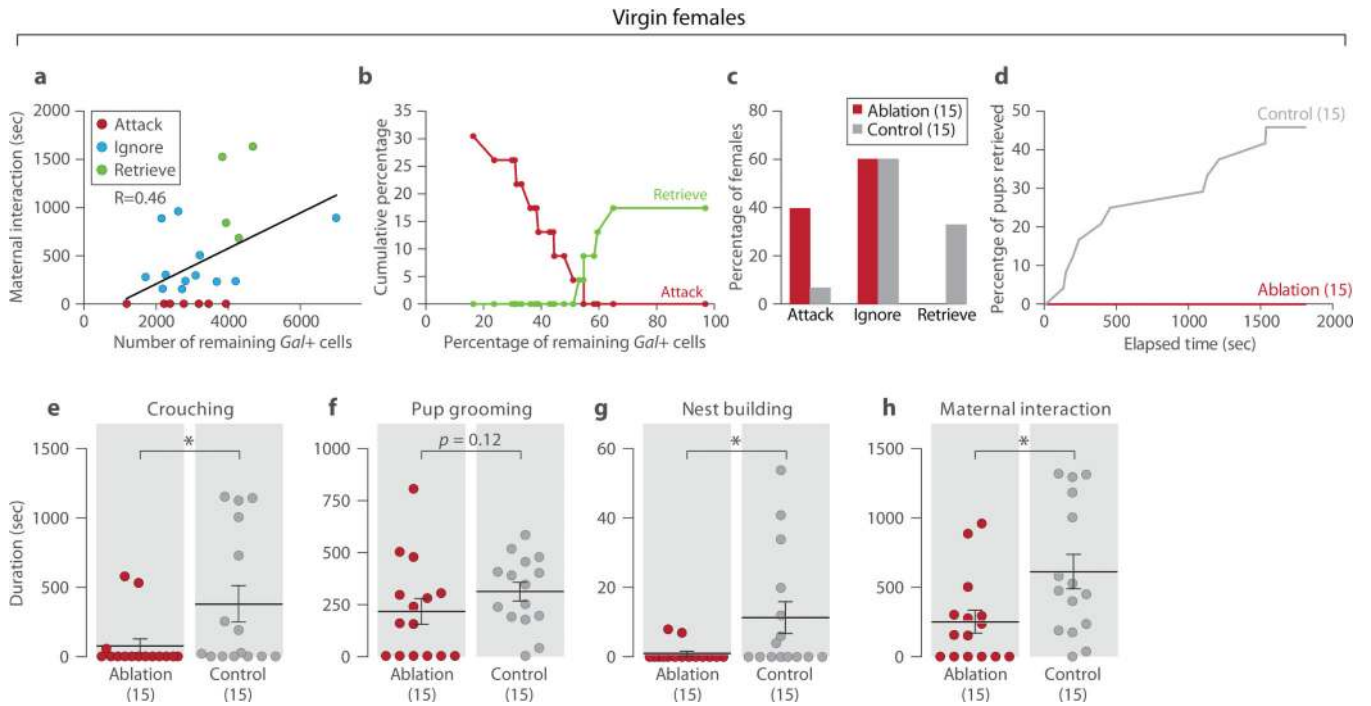 Virgin females
a
Maternal interaction (sec)
2000
1500
1000
500
0
Attack
Ignore
Retrieve
R=0.46
0 2000 4000 6000
Number of remaining Gal+ cells
b
Cumulative percentage
35
30
25
20
15
10
5
0
Retrieve
Attack
0 20 40 60 80 100
Percentage of remaining Gal+ cells
c
Percentage of females
80
60
40
20
0
Ablation (15)
Control (15)
Attack Ignore Retrieve
d
Percentge of pups retrieved
50
40
30
20
10
0
Control (15)
Ablation (15)
0 500 1000 1500 2000
Elapsed time (sec)
e
Crouching
Duration (sec)
1500
1000
500
0
*
Ablation Control
(15) (15)
f
Pup grooming
1000
750
500
250
0
p = 0.12
Ablation Control
(15) (15)
g
Nest building
60
40
20
0
*
Ablation Control
(15) (15)
h
Maternal interaction
1500
1000
500
0
*
Ablation Control
(15) (15)